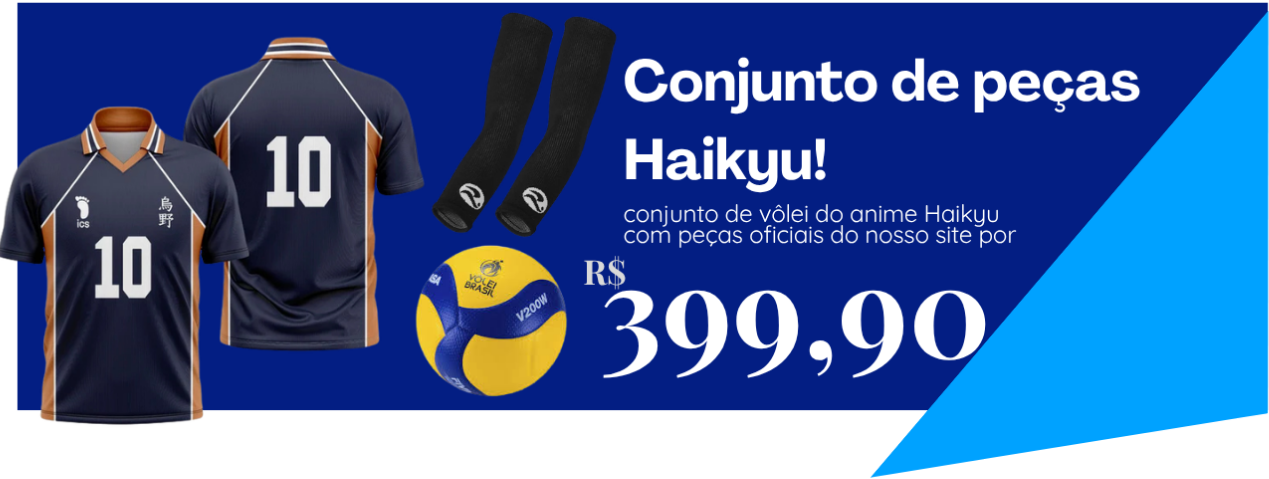 Conjunto de peças
Haikyu!
conjunto de vôlei do anime Haikyu
com peças oficiais do nosso site por
R$
399,90
10
ics
烏
野
10
VOLEI
BRASIL
V200W